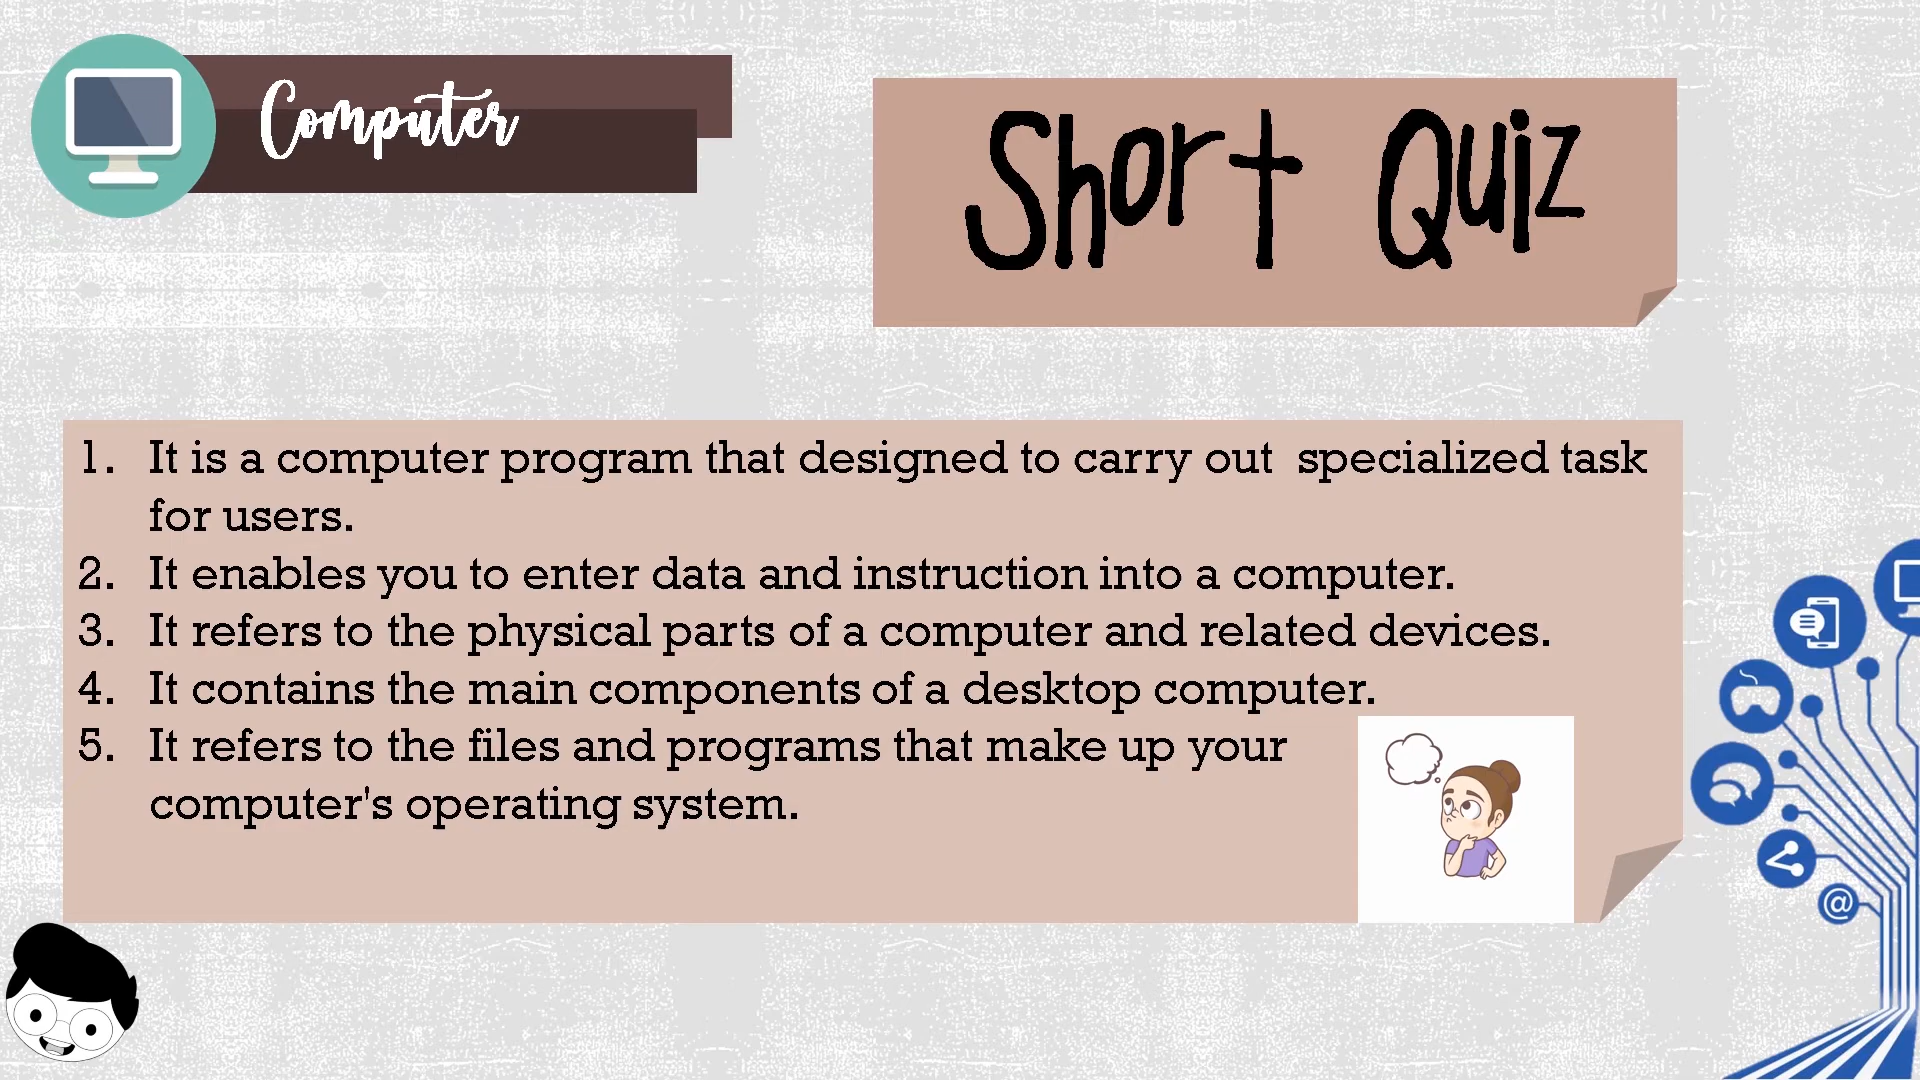 Computer
Short Quiz
1. It is a computer program that designed to carry out specialized task
for users.
2. It enables you to enter data and instruction into a computer.
3. It refers to the physical parts of a computer and related devices.
4. It contains the main components of a desktop computer.
5. It refers to the files and programs that make up your
computer's operating system.
@